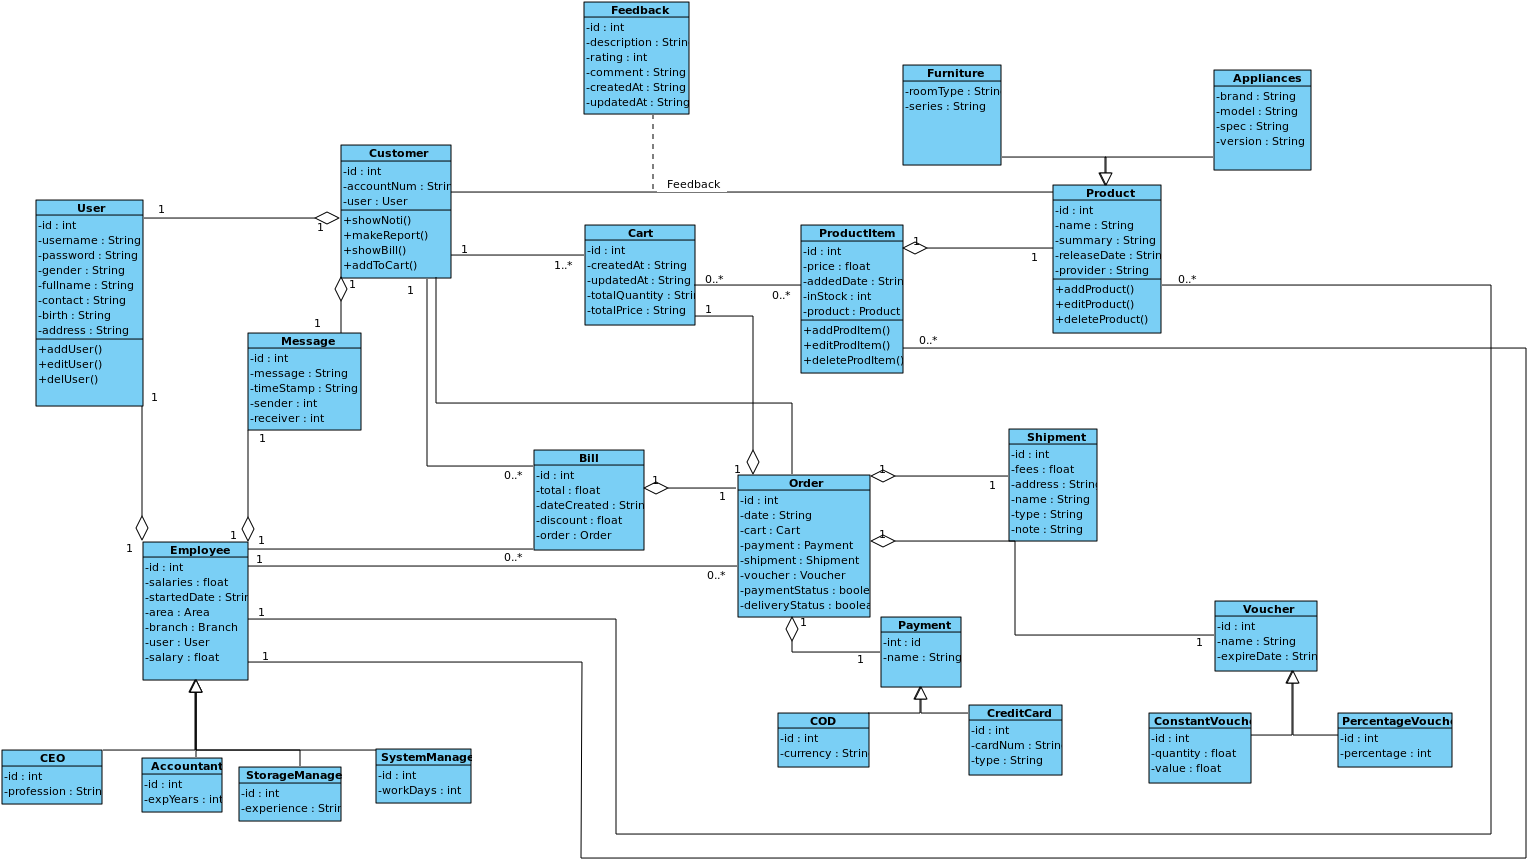 Feedback
-id : int
-description : Strin
-rating : int
-comment : String
-createdAt : String
-updatedAt : String
Furniture
-roomType : Strin
-series : String
Appliances
-brand : String
-model : String
-spec : String
-version : String
Customer
-id : int
-accountNum : Strin
-user : User
+showNoti()
+makeReport()
+showBill()
+addToCart()
Feedback
Product
-id : int
-name : String
-summary : String
-releaseDate : Strin
-provider : String
+addProduct()
+editProduct()
+deleteProduct()
User
-id : int
-username : String
-password : String
-gender : String
-fullname : String
-contact : String
-birth : String
-address : String
+addUser()
+editUser()
+delUser()
1
1
Cart
-id : int
-createdAt : String
-updatedAt : String
-totalQuantity : Strin
-totalPrice : String
1
1..*
ProductItem
-id : int
-price : float
-addedDate : Strin
-inStock : int
-product : Product
+addProdItem()
+editProdItem()
+deleteProdItem()
0..*
0..*
1
1
0..*
1
0..*
1
1
1
Message
-id : int
-message : String
-timeStamp : String
-sender : int
-receiver : int
1
1
Bill
-id : int
-total : float
-dateCreated : Strin
-discount : float
-order : Order
0..*
1
1
1
Order
-id : int
-date : String
-cart : Cart
-payment : Payment
-shipment : Shipment
-voucher : Voucher
-paymentStatus : boole
-deliveryStatus : boolea
1
1
1
Shipment
-id : int
-fees : float
-address : String
-name : String
-type : String
-note : String
1
1
1
1
0..*
1
0..*
Employee
-id : int
-salaries : float
-startedDate : Strin
-area : Area
-branch : Branch
-user : User
-salary : float
1
1
1
1
Payment
-int : id
-name : String
Voucher
-id : int
-name : String
-expireDate : Strin
1
COD
-id : int
-currency : Strin
CreditCard
-id : int
-cardNum : Strin
-type : String
ConstantVouche
-id : int
-quantity : float
-value : float
PercentageVouche
-id : int
-percentage : int
CEO
-id : int
-profession : Strin
Accountant
-id : int
-expYears : int
StorageManage
-id : int
-experience : Strin
SystemManage
-id : int
-workDays : int